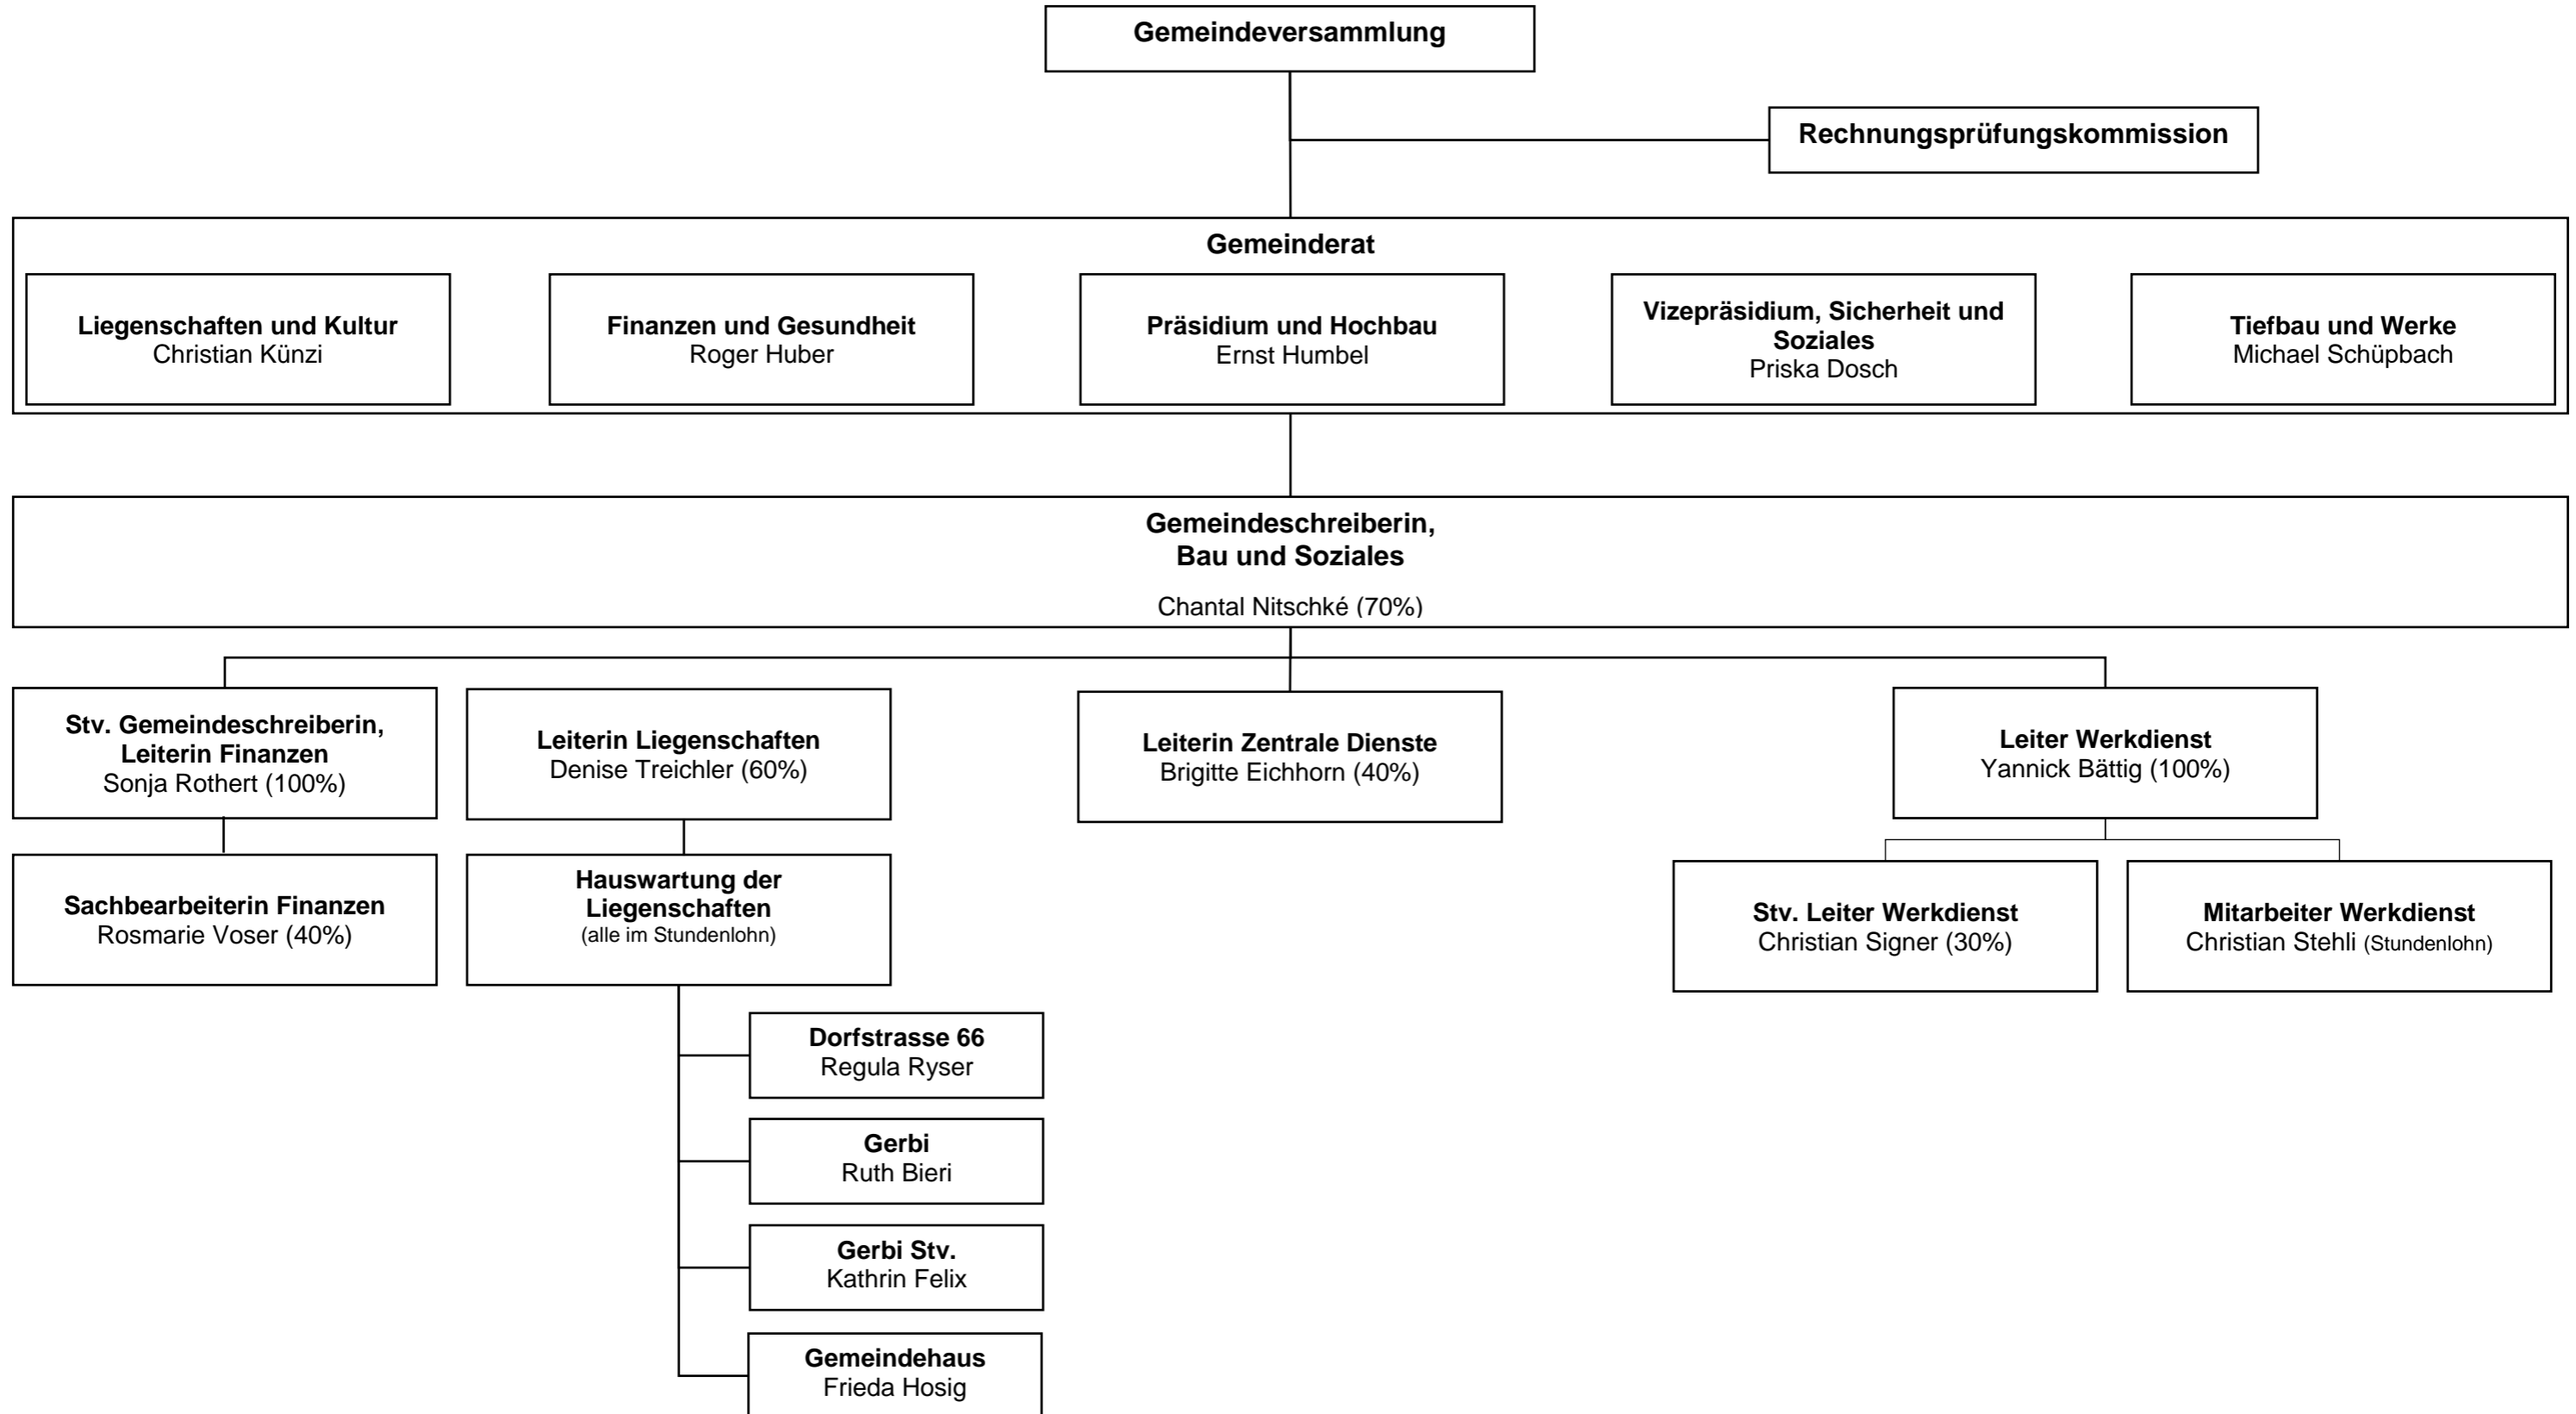 Gemeindeversammlung
Rechnungsprüfungskommission
Gemeinderat
Liegenschaften und Kultur
Christian Künzi
Finanzen und Gesundheit
Roger Huber
Präsidium und Hochbau
Ernst Humbel
Vizepräsidium, Sicherheit und
Soziales
Priska Dosch
Tiefbau und Werke
Michael Schüpbach
Gemeindeschreiberin,
Bau und Soziales
Chantal Nitschké (70%)
Stv. Gemeindeschreiberin,
Leiterin Finanzen
Sonja Rothert (100%)
Leiterin Liegenschaften
Denise Treichler (60%)
Leiterin Zentrale Dienste
Brigitte Eichhorn (40%)
Leiter Werkdienst
Yannick Bättig (100%)
Sachbearbeiterin Finanzen
Rosmarie Voser (40%)
Hauswartung der
Liegenschaften
(alle im Stundenlohn)
Stv. Leiter Werkdienst
Christian Signer (30%)
Mitarbeiter Werkdienst
Christian Stehli (Stundenlohn)
Dorfstrasse 66
Regula Ryser
Gerbi
Ruth Bieri
Gerbi Stv.
Kathrin Felix
Gemeindehaus
Frieda Hosig